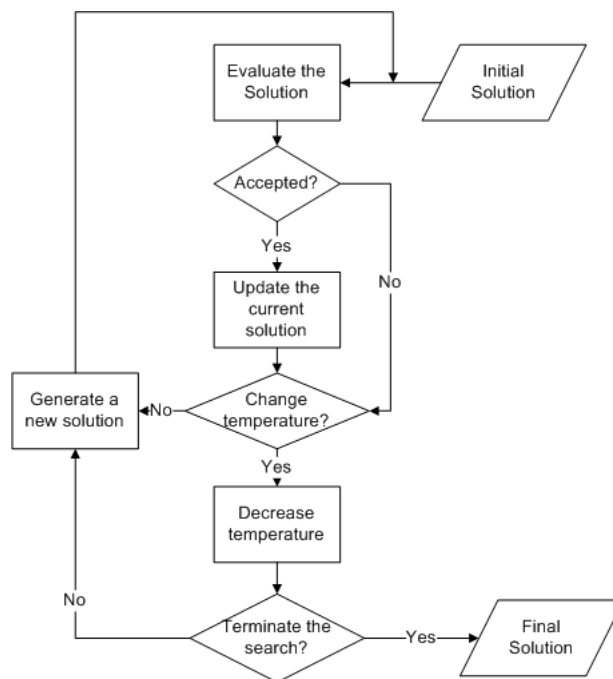 Evaluate the
Solution
Initial
Solution
Accepted?
Yes
No
Update the
current
solution
Generate a
new solution
No
Change
temperature?
Yes
Decrease
temperature
No
Terminate the
search?
Yes
Final
Solution